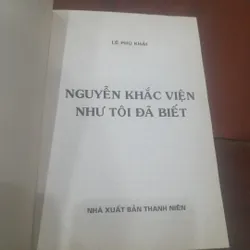 LÊ PHÚ KHẢI
NGUYỄN KHẮC VIỆN
NHƯ TÔI ĐÃ BIẾT
NHÀ XUẤT BẢN THANH NIÊN